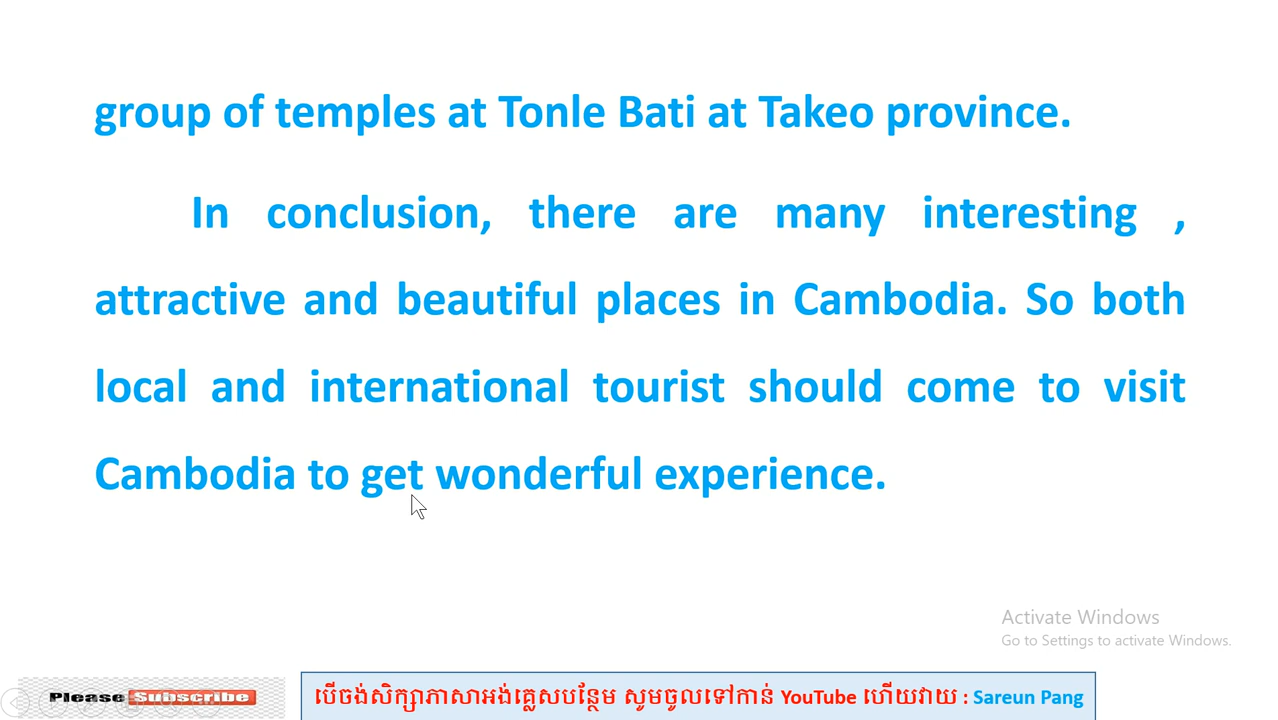 group of temples at Tonle Bati at Takeo province.
In conclusion, there are many interesting ,
attractive and beautiful places in Cambodia. So both
local and international tourist should come to visit
Cambodia to get wonderful experience.
Activate Windows
Go to Settings to activate Windows.
Please Subscribe
បើចង់សិក្សាភាសាអង់គ្លេសបន្ថែម សូមចូលទៅកាន់ YouTube ហើយវាយ : Sareun Pang